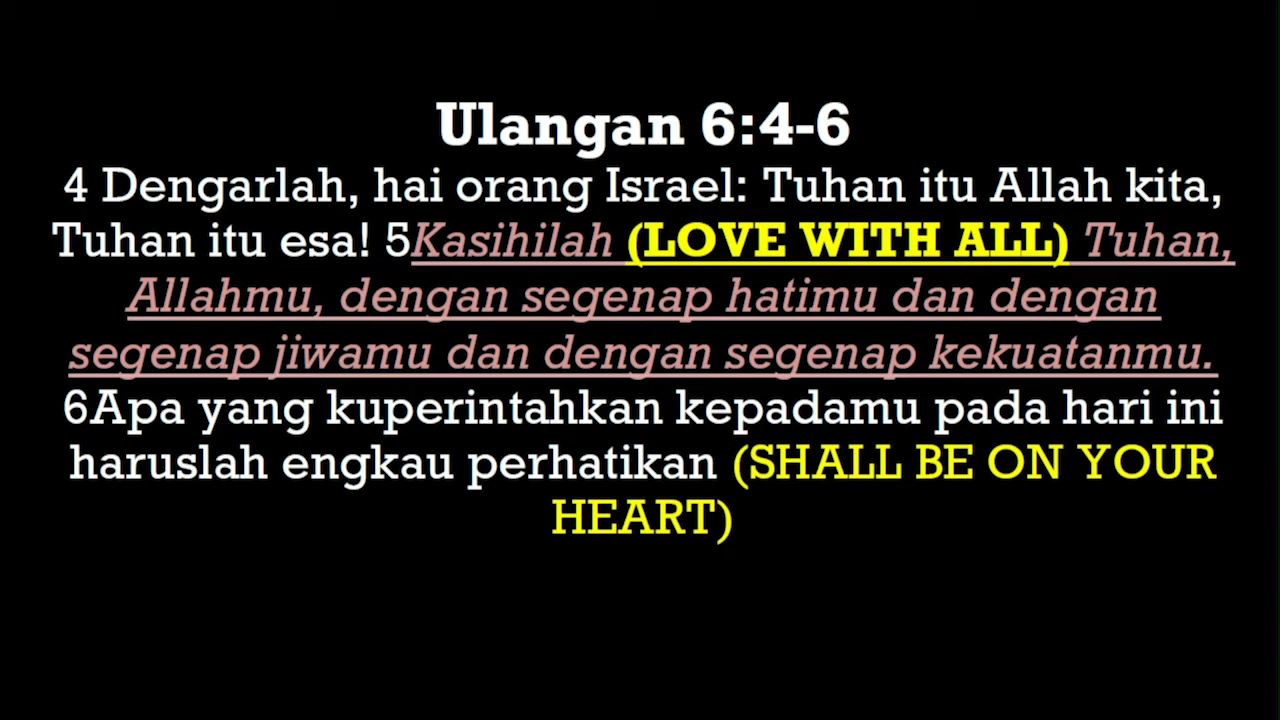 Ulangan 6:4-6
4 Dengarlah, hai orang Israel: Tuhan itu Allah kita,
Tuhan itu esa! 5Kasihilah (LOVE WITH ALL) Tuhan,
Allahmu, dengan segenap hatimu dan dengan
segenap jiwamu dan dengan segenap kekuatanmu.
6Apa yang kuperintahkan kepadamu pada hari ini
haruslah engkau perhatikan (SHALL BE ON YOUR
HEART)